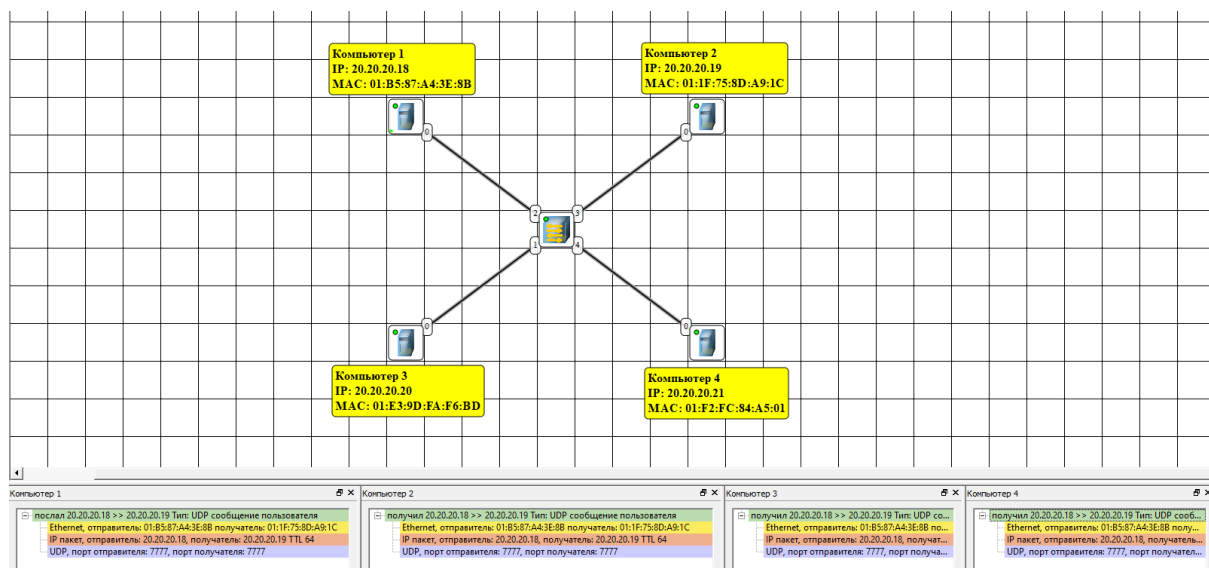 Компьютер 1
IP: 20.20.20.18
MAC: 01:B5:87:A4:3E:8B
Компьютер 2
IP: 20.20.20.19
MAC: 01:1F:75:8D:A9:1C
0
0
2
3
1
4
0
0
Компьютер 3
IP: 20.20.20.20
MAC: 01:E3:9D:FA:F6:BD
Компьютер 4
IP: 20.20.20.21
MAC: 01:F2:FC:84:A5:01
Компьютер 1
послал 20.20.20.18 >> 20.20.20.19 Тип: UDP сообщение пользователя
Ethernet, отправитель: 01:B5:87:A4:3E:8B получатель: 01:1F:75:8D:A9:1C
IP пакет, отправитель: 20.20.20.18, получатель: 20.20.20.19 TTL 64
UDP, порт отправителя: 7777, порт получателя: 7777
Компьютер 2
получил 20.20.20.18 >> 20.20.20.19 Тип: UDP сообщение пользователя
Ethernet, отправитель: 01:B5:87:A4:3E:8B получатель: 01:1F:75:8D:A9:1C
IP пакет, отправитель: 20.20.20.18, получатель: 20.20.20.19 TTL 64
UDP, порт отправителя: 7777, порт получателя: 7777
Компьютер 3
получил 20.20.20.18 >> 20.20.20.19 Тип: UDP со...
Ethernet, отправитель: 01:B5:87:A4:3E:8B по...
IP пакет, отправитель: 20.20.20.18, получат...
UDP, порт отправителя: 7777, порт получа...
Компьютер 4
получил 20.20.20.18 >> 20.20.20.19 Тип: UDP сооб...
Ethernet, отправитель: 01:B5:87:A4:3E:8B полу...
IP пакет, отправитель: 20.20.20.18, получатель...
UDP, порт отправителя: 7777, порт получател...